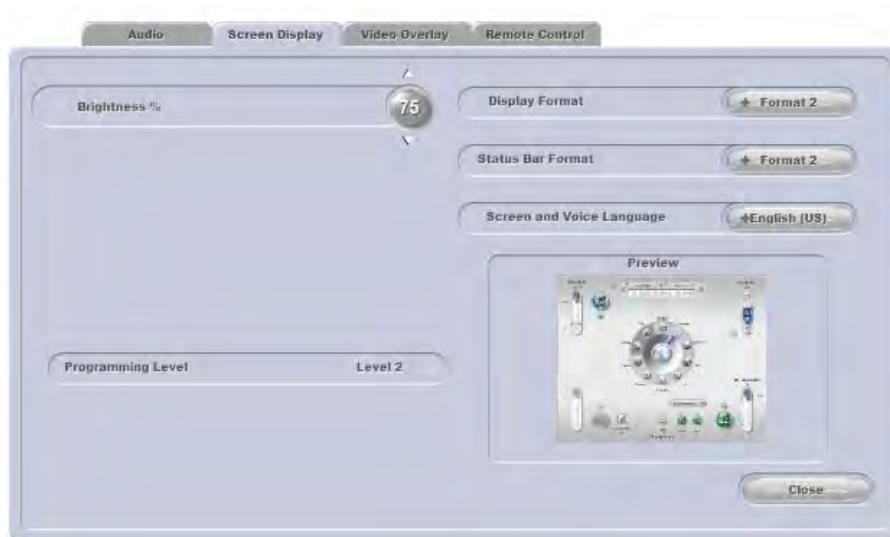 Audio
Screen Display
Video Overlay
Remote Control
Brightness %
75
Display Format
+ Format 2
Status Bar Format
+ Format 2
Screen and Voice Language
+English (US)
Preview
Programming Level
Level 2
Close